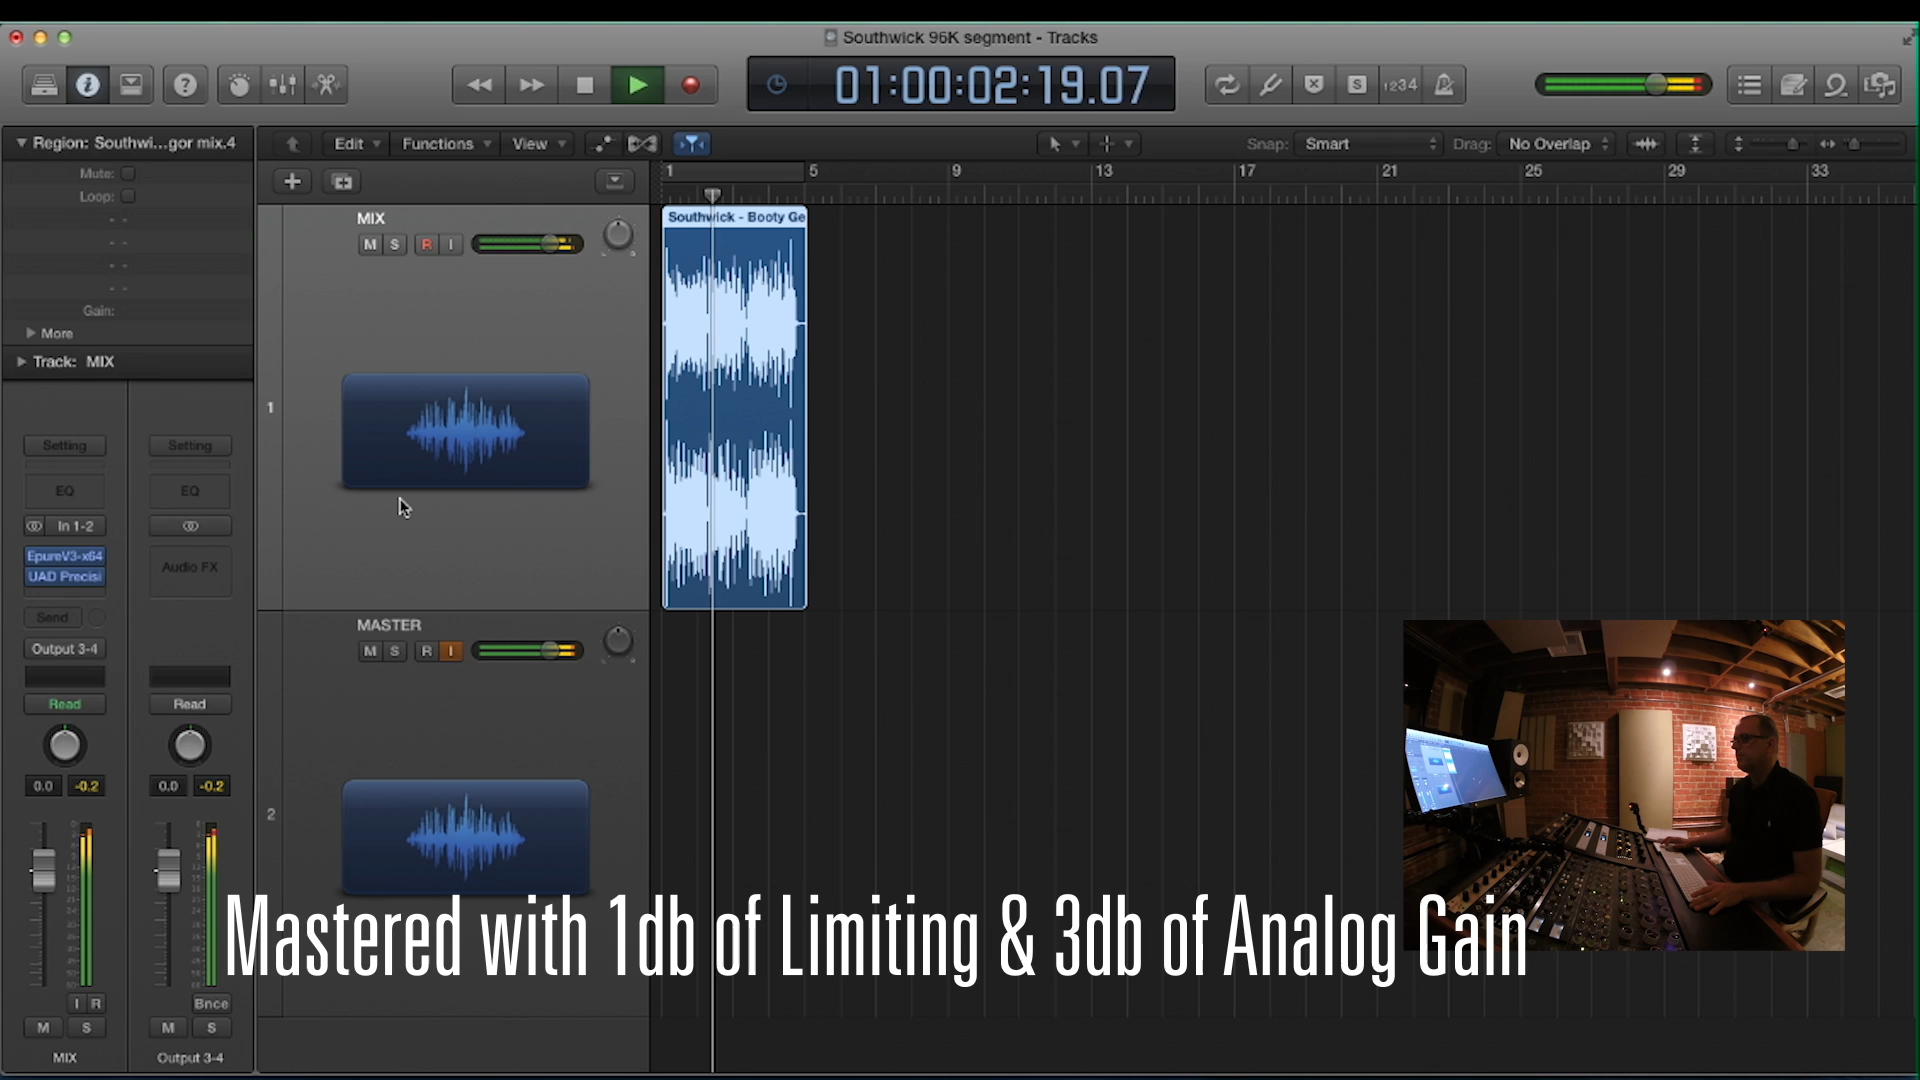 Southwick 96K segment - Tracks
01:00:02:19.07
1234
Region: Southwi...gor mix.4
Edit
Functions
View
Snap: Smart
Drag: No Overlap
Mute:
Loop:
Gain:
More
Track: MIX
1 5 9 13 17 21 25 29 33
MIX
M S R I
Southwick - Booty Ge
1
Setting Setting
EQ EQ
In 1-2
EpureV3-x64
UAD Precisi
Audio FX
Send
Output 3-4
Read Read
0.0 -0.2 0.0 -0.2
MASTER
M S R I
2
Mastered with 1db of Limiting & 3db of Analog Gain
I R Bnce
M S M S
MIX Output 3-4